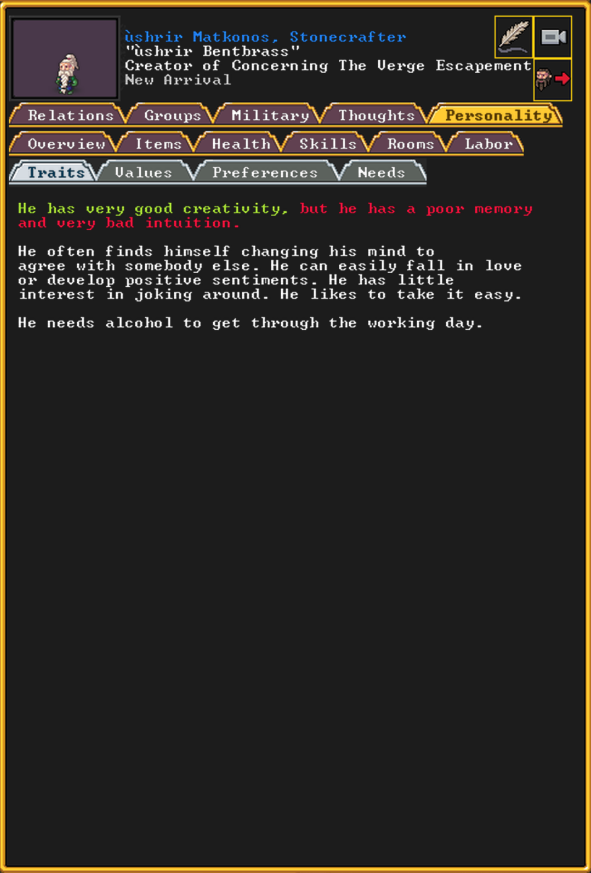 ùshrir Matkonos, Stonecrafter
"ùshrir Bentbrass"
Creator of Concerning The Verge Escapement
New Arrival
Relations Groups Military Thoughts Personality
Overview Items Health Skills Rooms Labor
Traits Values Preferences Needs
He has very good creativity, but he has a poor memory
and very bad intuition.
He often finds himself changing his mind to
agree with somebody else. He can easily fall in love
or develop positive sentiments. He has little
interest in joking around. He likes to take it easy.
He needs alcohol to get through the working day.